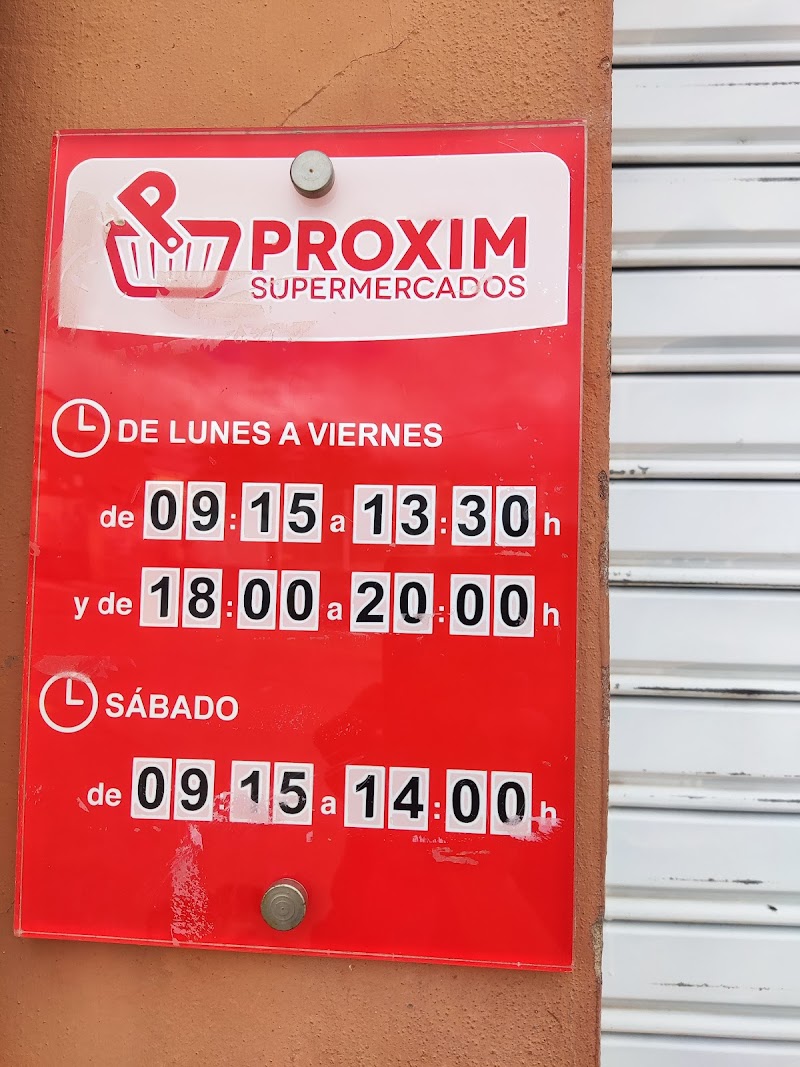 PROXIM
SUPERMERCADOS
DE LUNES A VIERNES
de 09:15 a 13:30 h
y de 18:00 a 20:00 h
SÁBADO
de 09:15 a 14:00 h